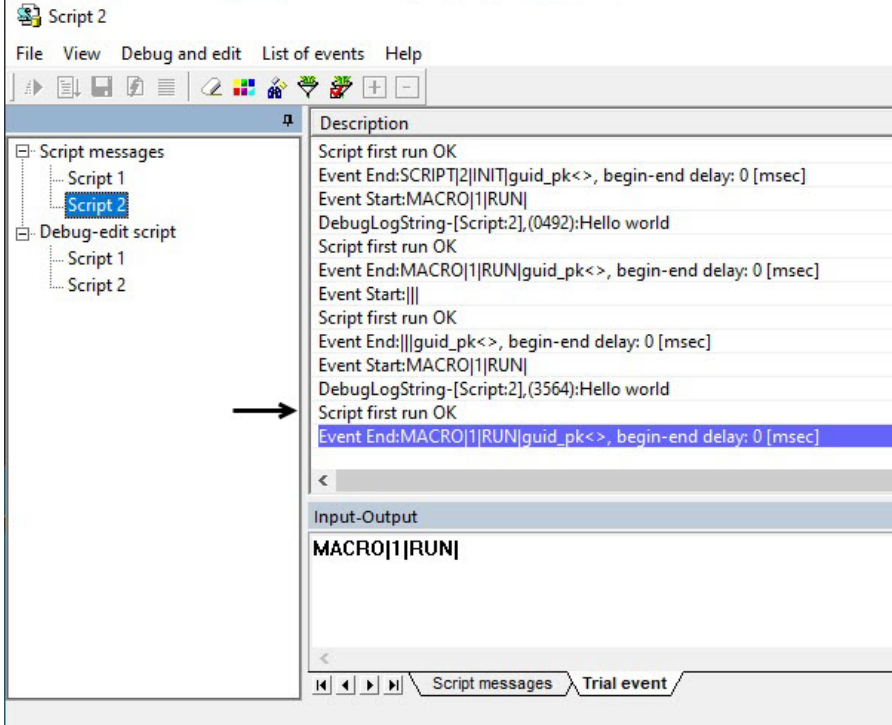 Script 2
File View Debug and edit List of events Help
Description
Script messages
Script 1
Script 2
Debug-edit script
Script 1
Script 2
Script first run OK
Event End:SCRIPT|2|INIT|guid_pk<>, begin-end delay: 0 [msec]
Event Start:MACRO|1|RUN|
DebugLogString-[Script:2],(0492):Hello world
Script first run OK
Event End:MACRO|1|RUN|guid_pk<>, begin-end delay: 0 [msec]
Event Start:|||
Script first run OK
Event End:|||guid_pk<>, begin-end delay: 0 [msec]
Event Start:MACRO|1|RUN|
DebugLogString-[Script:2],(3564):Hello world
Script first run OK
Event End:MACRO|1|RUN|guid_pk<>, begin-end delay: 0 [msec]
Input-Output
MACRO|1|RUN|
Script messages Trial event